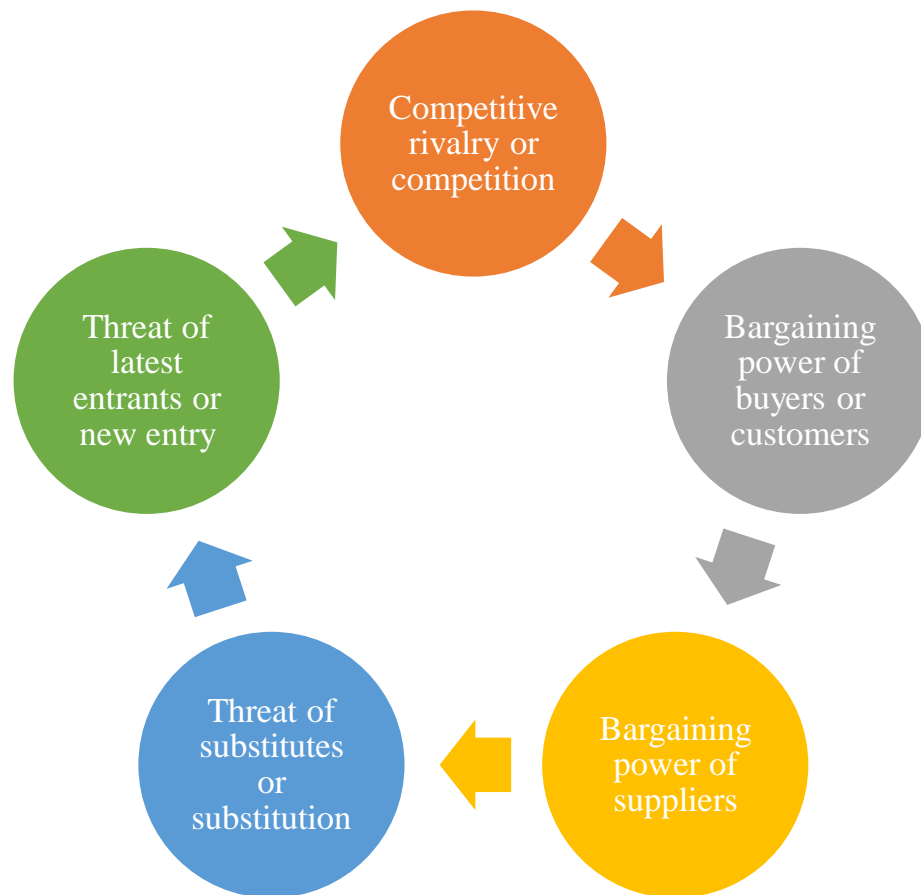 Competitive
rivalry or
competition
Bargaining
power of
buyers or
customers
Bargaining
power of
suppliers
Threat of
substitutes
or
substitution
Threat of
latest
entrants or
new entry